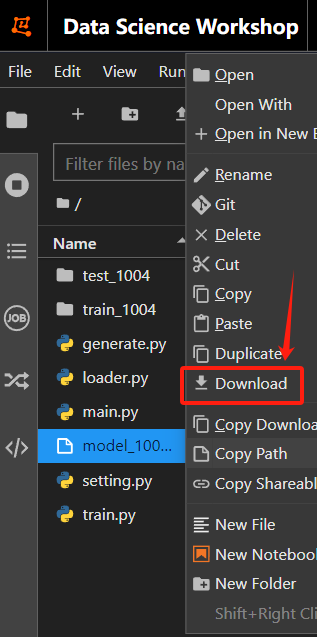 Data Science Workshop
File Edit View Run
Filter files by na
/
Name
test_1004
train_1004
generate.py
loader.py
main.py
model_100...
setting.py
train.py
JOB
Open
Open With
Open in New B
Rename
Git
Delete
Cut
Copy
Paste
Duplicate
Download
Copy Downloa
Copy Path
Copy Shareabl
New File
New Notebook
New Folder
Shift+Right Cli